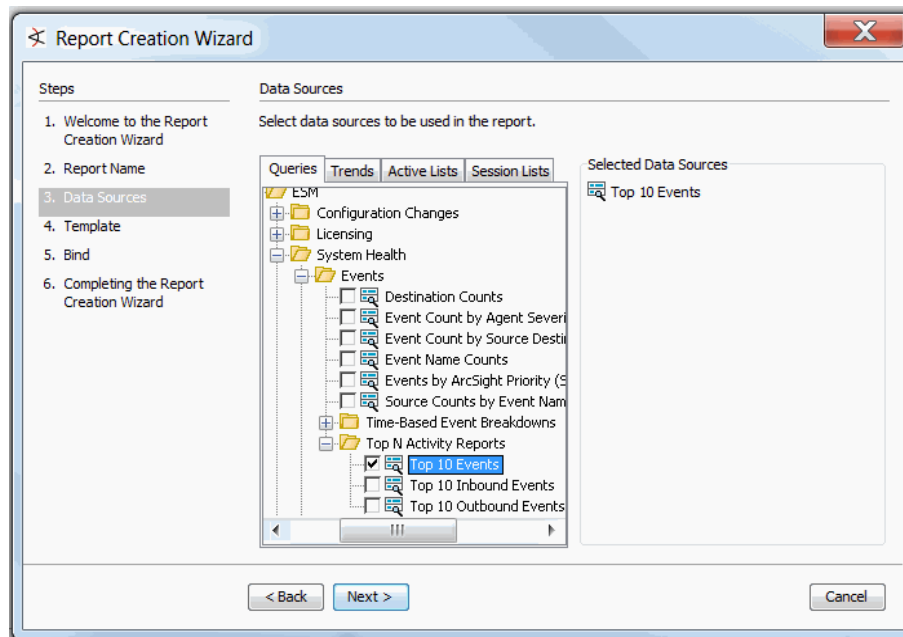 Report Creation Wizard
X
Steps
1. Welcome to the Report
Creation Wizard
2. Report Name
3. Data Sources
4. Template
5. Bind
6. Completing the Report
Creation Wizard
Data Sources
Select data sources to be used in the report.
Queries Trends Active Lists Session Lists
ESM
Configuration Changes
Licensing
System Health
Events
Destination Counts
Event Count by Agent Severi
Event Count by Source Desti
Event Name Counts
Events by ArcSight Priority (S
Source Counts by Event Nam
Time-Based Event Breakdowns
Top N Activity Reports
Top 10 Events
Top 10 Inbound Events
Top 10 Outbound Events
Selected Data Sources
Top 10 Events
< Back Next > Cancel